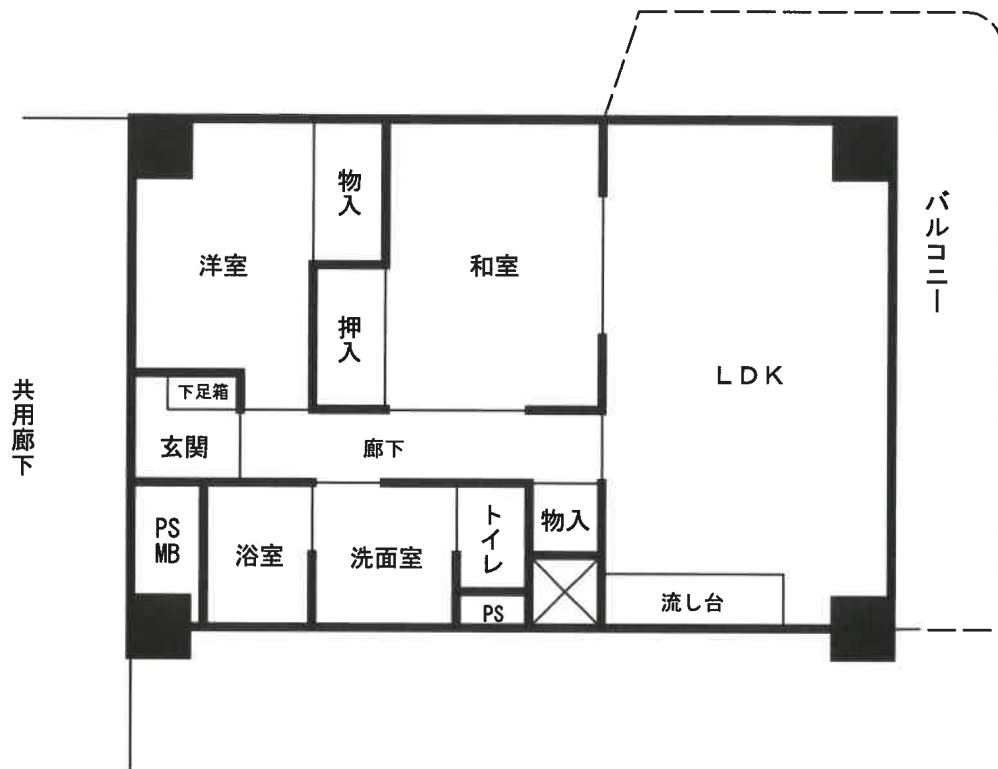 物入
洋室
和室
押入
バルコニー
LDK
共用廊下
下足箱
玄関
廊下
PS
MB
浴室
洗面室
トイレ
物入
PS
流し台